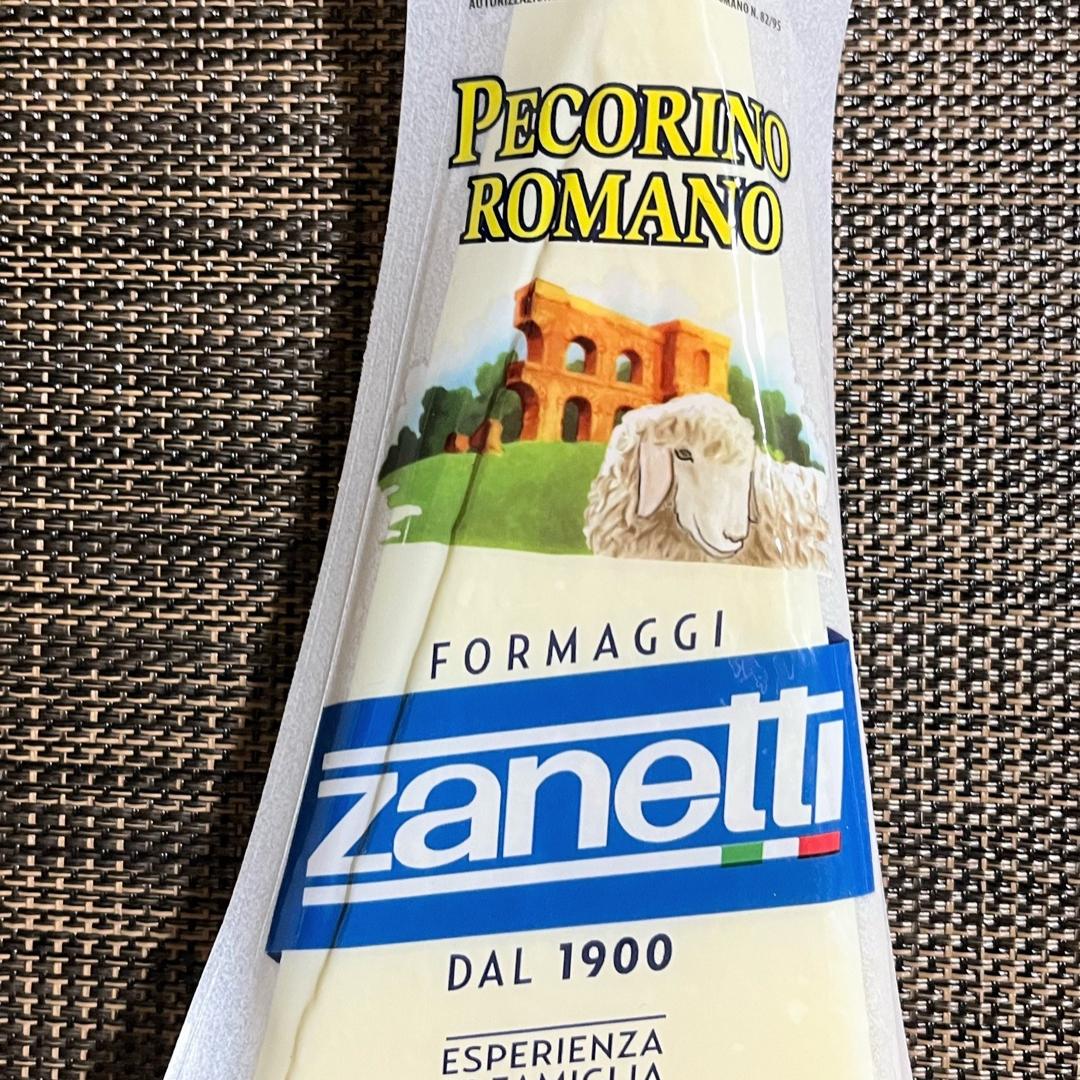 PECORINO
ROMANO
FORMAGGI
zanetti
DAL 1900
ESPERIENZA